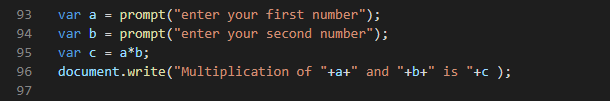 93 var a = prompt("enter your first number");
94 var b = prompt("enter your second number");
95 var c = a*b;
96 document.write("Multiplication of "+a+" and "+b+" is "+c );
97